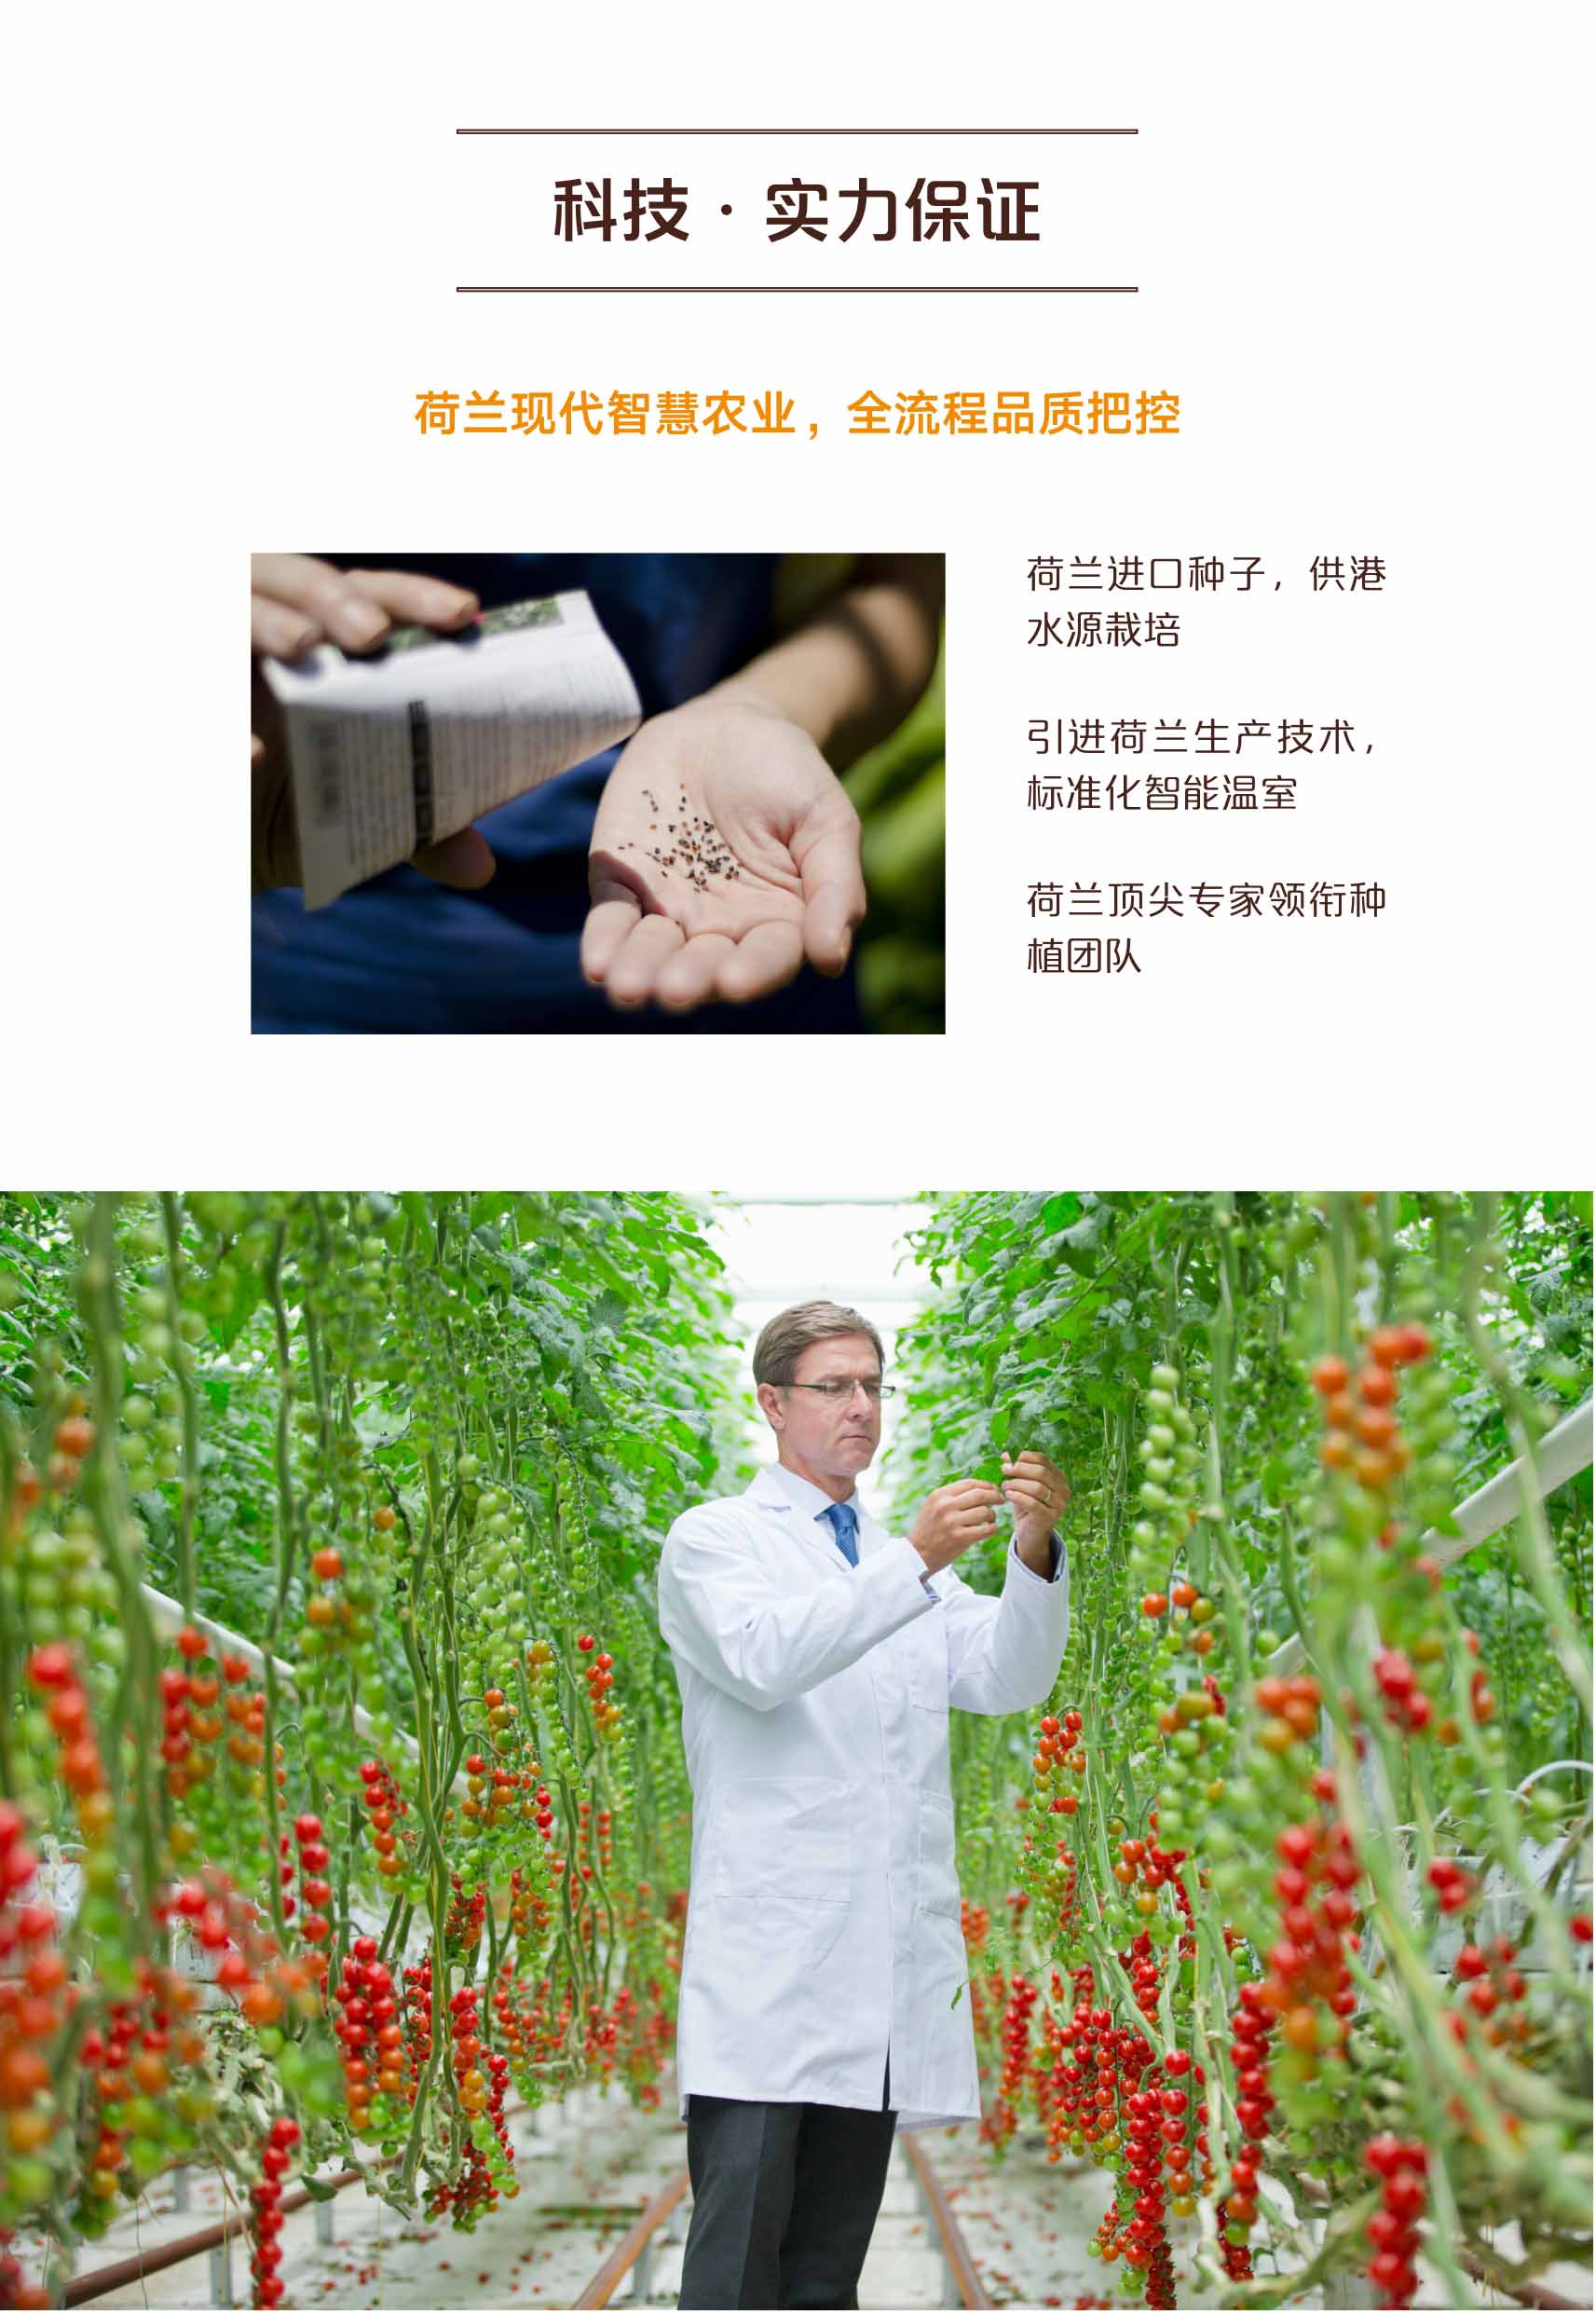 科技·实力保证
荷兰现代智慧农业，全流程品质把控
荷兰进口种子，供港
水源栽培
引进荷兰生产技术，
标准化智能温室
荷兰顶尖专家领衔种
植团队